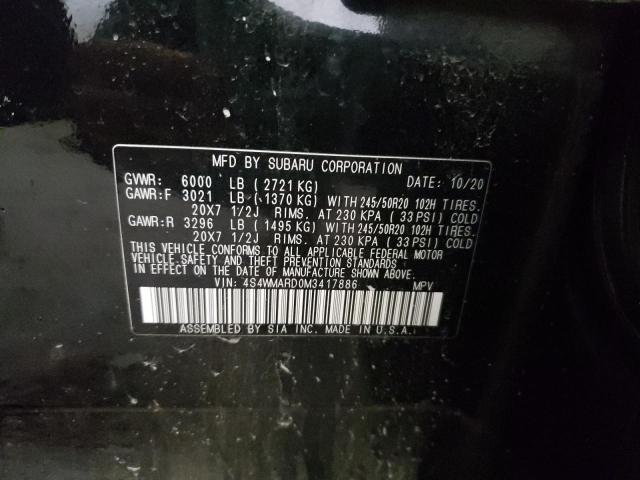 MFD BY SUBARU CORPORATION DATE: 10/20
GVWR: 6000 LB ( 2721 KG)
GAWR:F 3021 LB ( 1370 KG) WITH 245/50R20 102H TIRES,
20X7 1/2J RIMS, AT 230 KPA ( 33 PSI) COLD
GAWR:R 3296 LB ( 1495 KG) WITH 245/50R20 102H TIRES,
20X7 1/2J RIMS, AT 230 KPA ( 33 PSI) COLD
THIS VEHICLE CONFORMS TO ALL APPLICABLE FEDERAL MOTOR
VEHICLE SAFETY STANDARDS
IN EFFECT ON THE DATE OF MANUFACTURE SHOWN ABOVE.
VIN: 4S4WMARD0M3417886 MPV
ASSEMBLED BY SIA INC. MADE IN U.S.A.